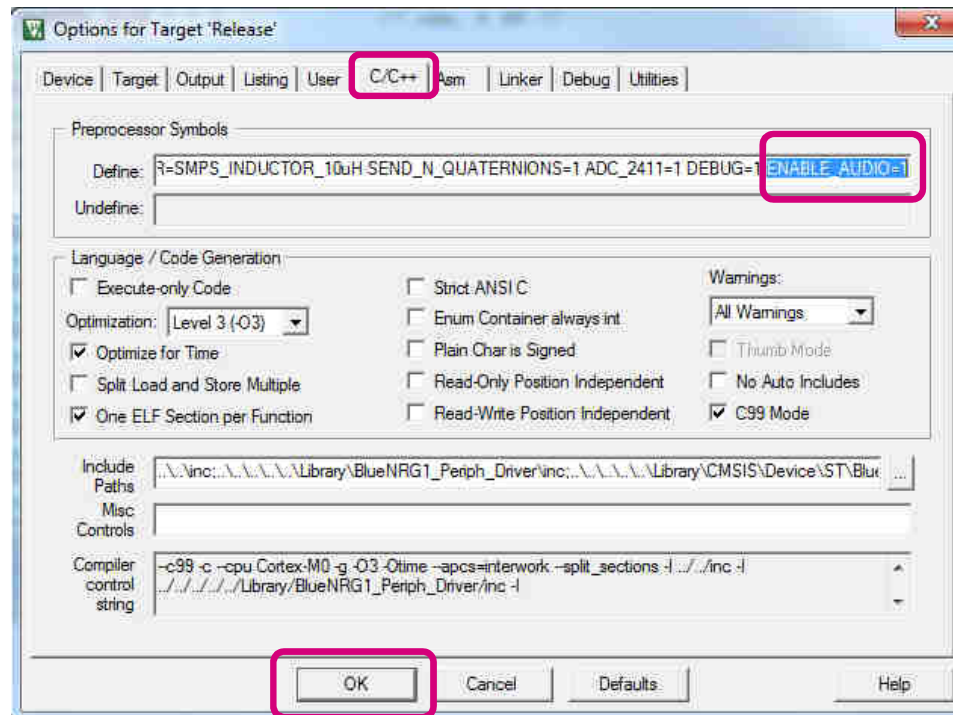 Options for Target 'Release'
Device Target Output Listing User C/C++ Asm Linker Debug Utilities
Preprocessor Symbols
Define: R=SMPS_INDUCTOR_10uH SEND_N_QUATERNIONS=1 ADC_2411=1 DEBUG=1 ENABLE_AUDIO=1
Undefine:
Language / Code Generation
Execute-only Code
Optimization: Level 3 (-O3)
Optimize for Time
Split Load and Store Multiple
One ELF Section per Function
Strict ANSI C
Enum Container always int
Plain Char is Signed
Read-Only Position Independent
Read-Write Position Independent
Warnings:
All Warnings
Thumb Mode
No Auto Includes
C99 Mode
Include Paths ..\..\inc;..\..\..\..\..\Library\BlueNRG1_Periph_Driver\inc;..\..\..\..\..\Library\CMSIS\Device\ST\Blue ...
Misc Controls
Compiler control string --c99 -c --cpu Cortex-M0 -g -O3 -Otime --apcs=interwork --split_sections -I ../../inc -I
../../../../../Library/BlueNRG1_Periph_Driver/inc -I
OK Cancel Defaults Help